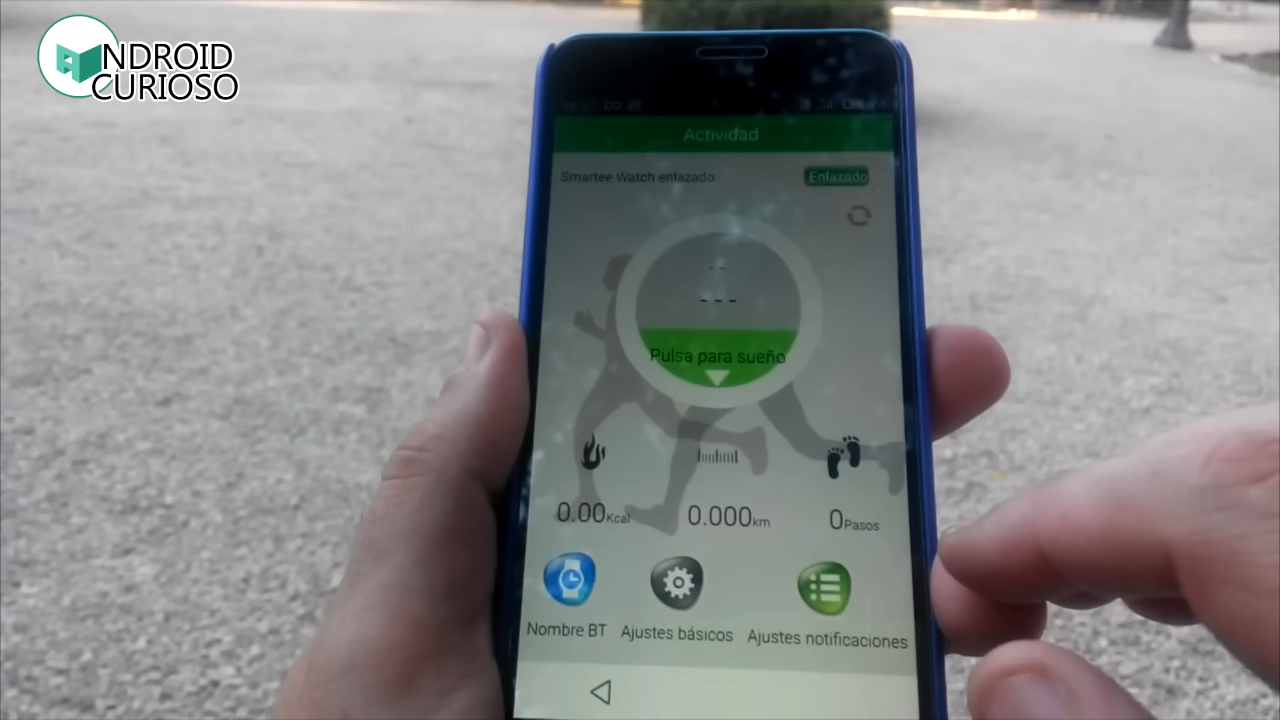 NDROID
CURIOSO
Actividad
Smartee Watch enlazado
Enlazado
--
---
Pulsa para sueño
0.00Kcal
0.000km
0Pasos
Nombre BT
Ajustes básicos
Ajustes notificaciones